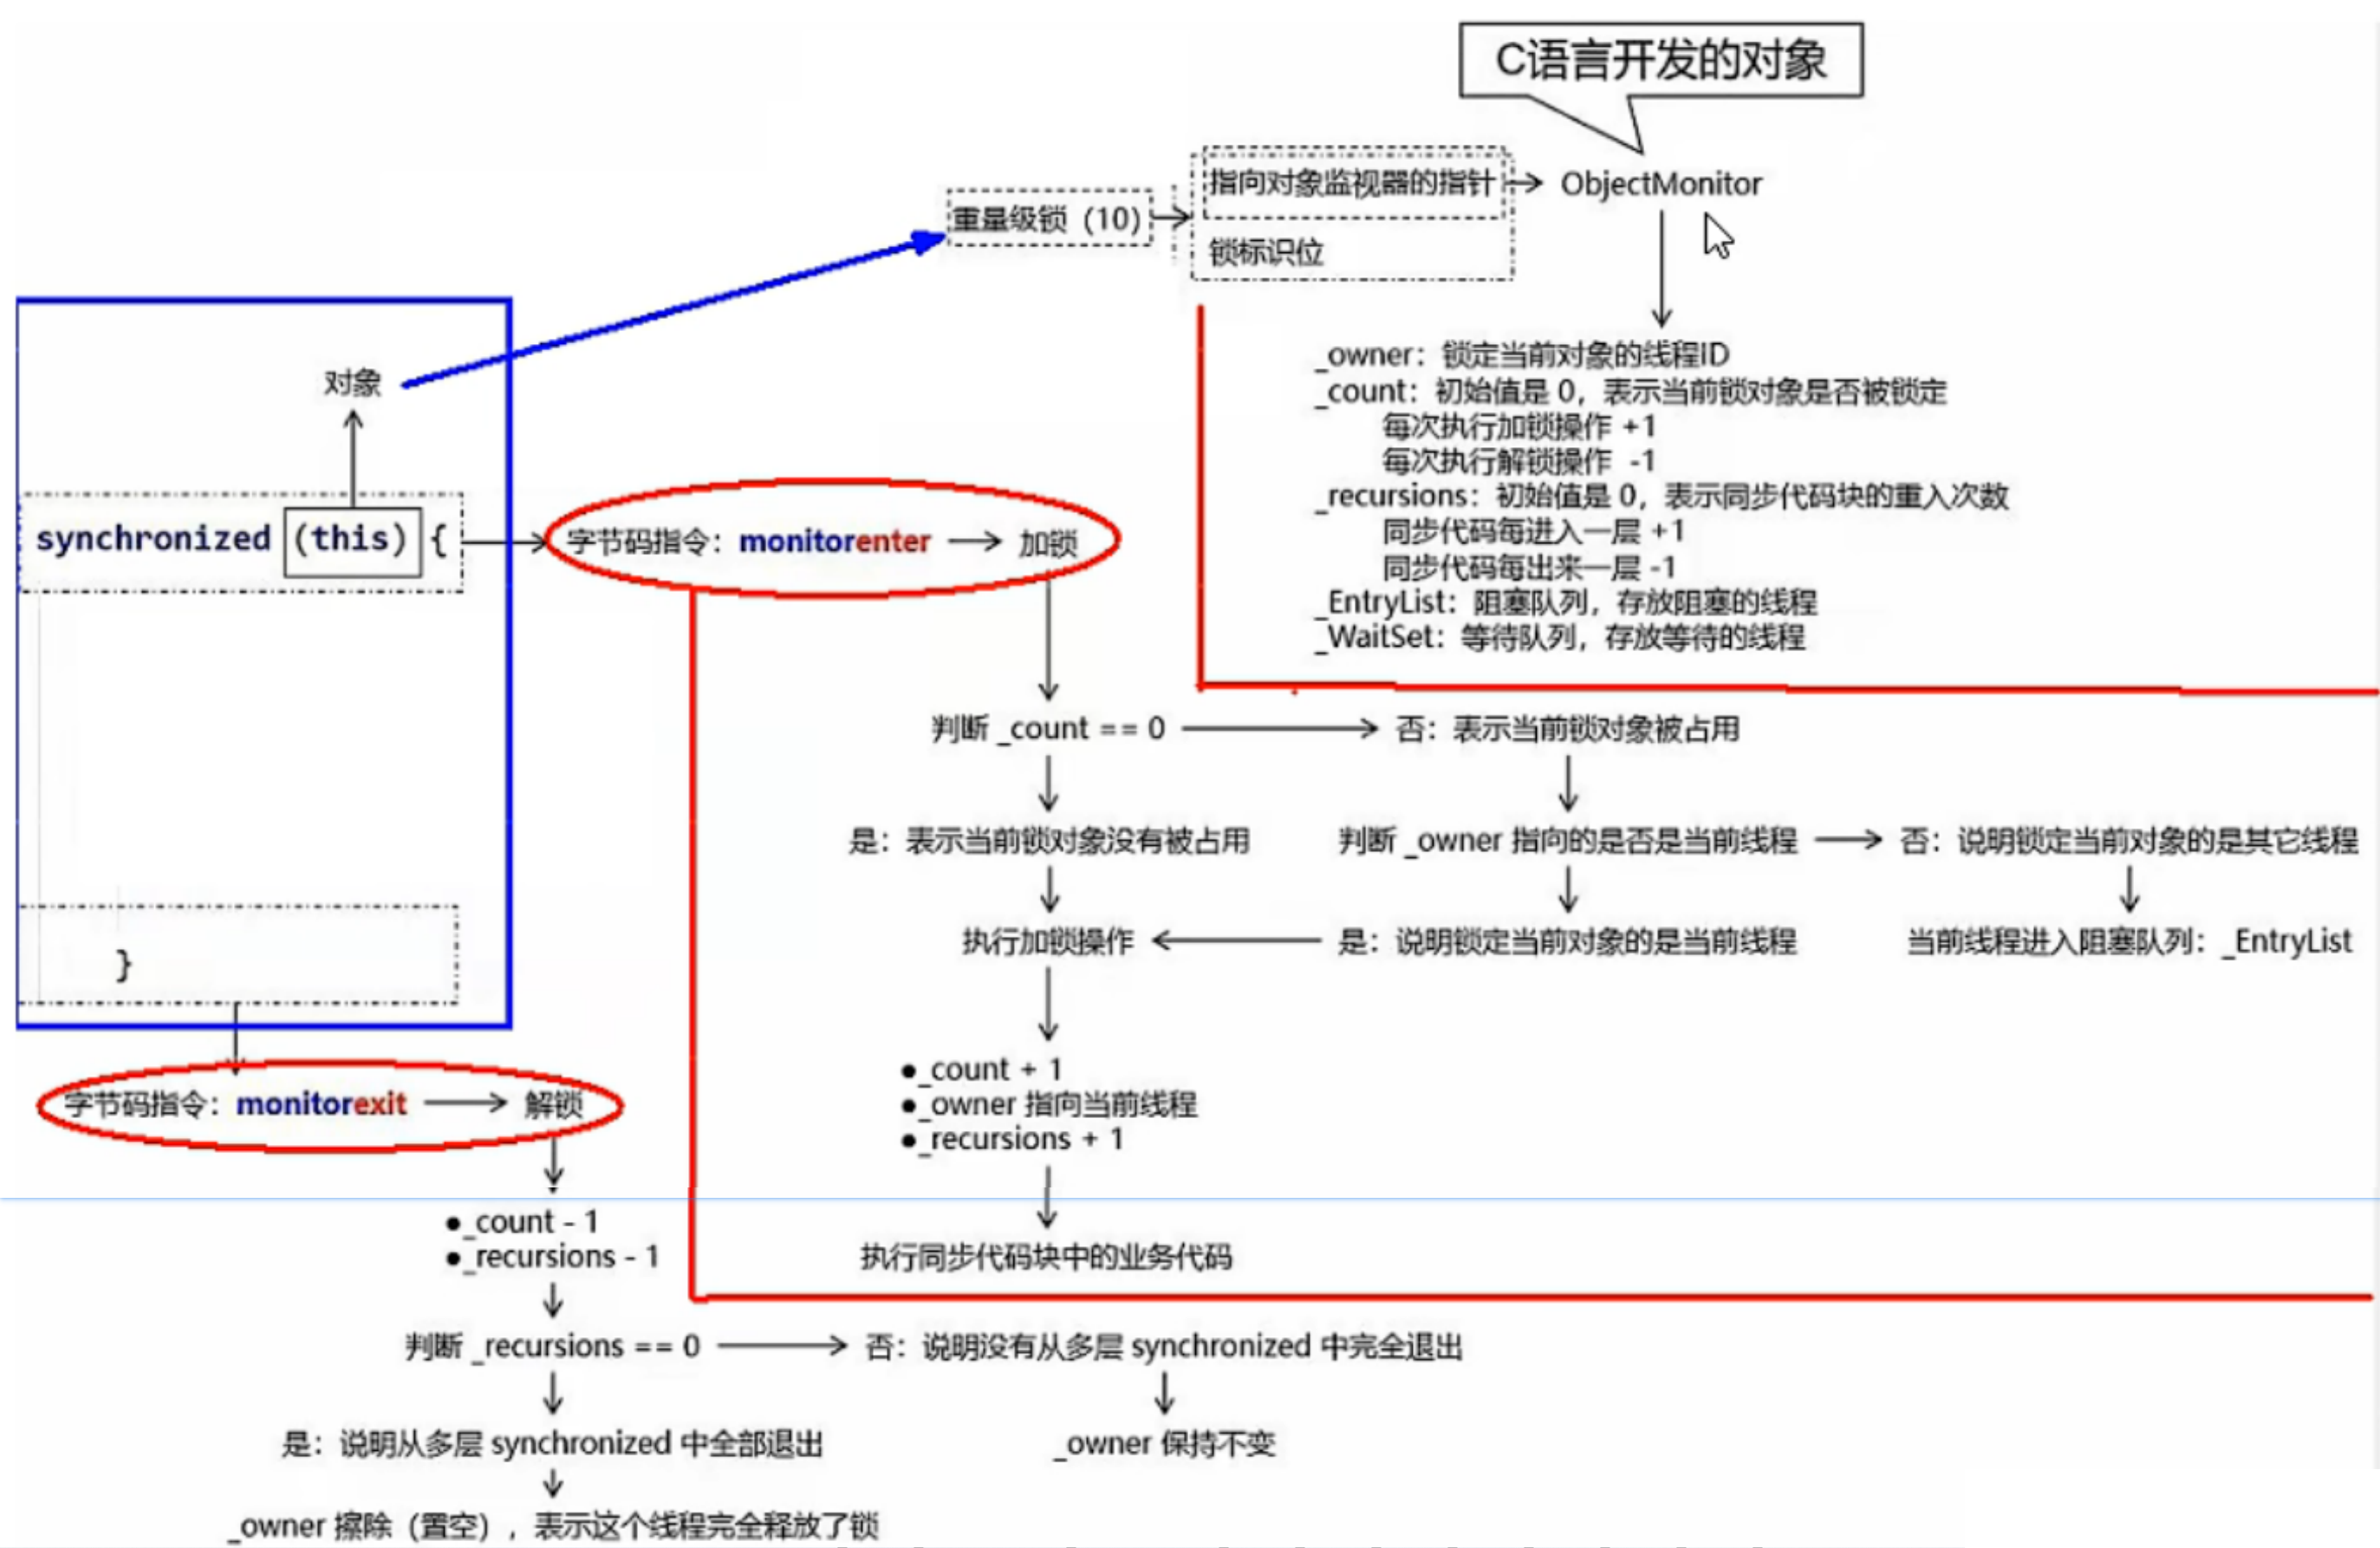 C语言开发的对象
指向对象监视器的指针
ObjectMonitor
重量级锁 (10)
锁标识位
_owner：锁定当前对象的线程ID
_count：初始值是 0，表示当前锁对象是否被锁定
每次执行加锁操作 +1
每次执行解锁操作 -1
_recursions：初始值是 0，表示同步代码块的重入次数
同步代码每进入一层 +1
同步代码每出来一层 -1
_EntryList：阻塞队列，存放阻塞的线程
_WaitSet：等待队列，存放等待的线程
对象
synchronized (this) {
字节码指令：monitorenter
加锁
判断 _count == 0
否：表示当前锁对象被占用
是：表示当前锁对象没有被占用
判断 _owner 指向的是否是当前线程
否：说明锁定当前对象的是其它线程
执行加锁操作
是：说明锁定当前对象的是当前线程
当前线程进入阻塞队列：_EntryList
}
●_count + 1
●_owner 指向当前线程
●_recursions + 1
执行同步代码块中的业务代码
字节码指令：monitorexit
解锁
●_count - 1
●_recursions - 1
判断 _recursions == 0
否：说明没有从多层 synchronized 中完全退出
是：说明从多层 synchronized 中全部退出
_owner 保持不变
_owner 擦除（置空），表示这个线程完全释放了锁